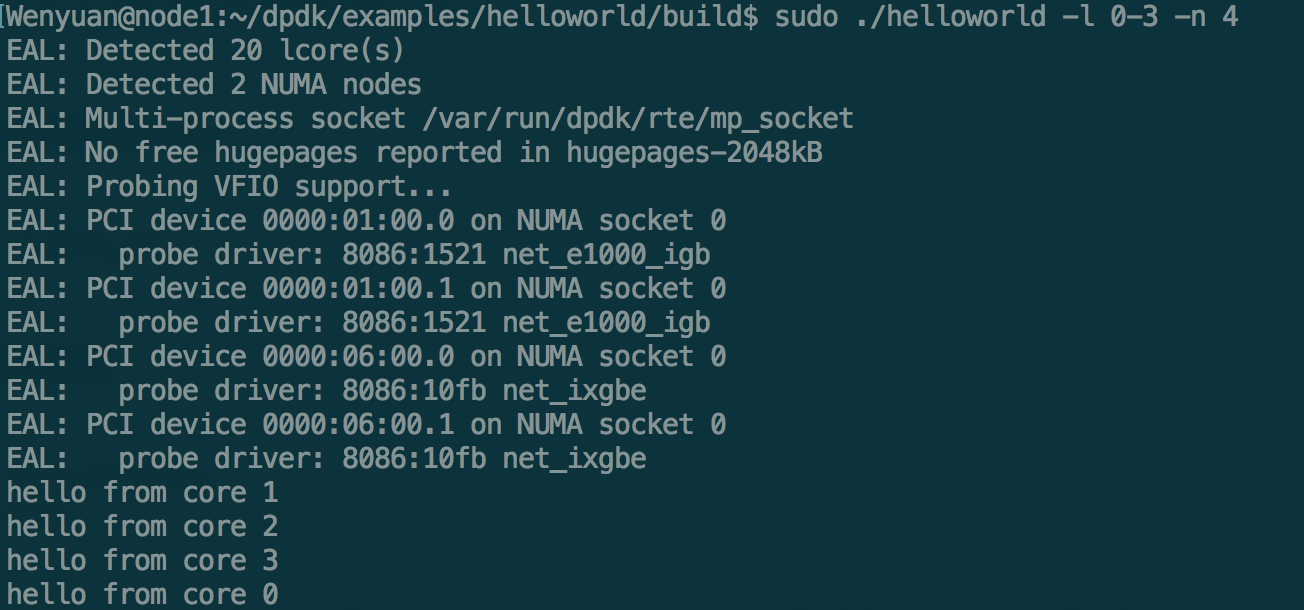 [Wenyuan@node1:~/dpdk/examples/helloworld/build$ sudo ./helloworld -l 0-3 -n 4
EAL: Detected 20 lcore(s)
EAL: Detected 2 NUMA nodes
EAL: Multi-process socket /var/run/dpdk/rte/mp_socket
EAL: No free hugepages reported in hugepages-2048kB
EAL: Probing VFIO support...
EAL: PCI device 0000:01:00.0 on NUMA socket 0
EAL:   probe driver: 8086:1521 net_e1000_igb
EAL: PCI device 0000:01:00.1 on NUMA socket 0
EAL:   probe driver: 8086:1521 net_e1000_igb
EAL: PCI device 0000:06:00.0 on NUMA socket 0
EAL:   probe driver: 8086:10fb net_ixgbe
EAL: PCI device 0000:06:00.1 on NUMA socket 0
EAL:   probe driver: 8086:10fb net_ixgbe
hello from core 1
hello from core 2
hello from core 3
hello from core 0